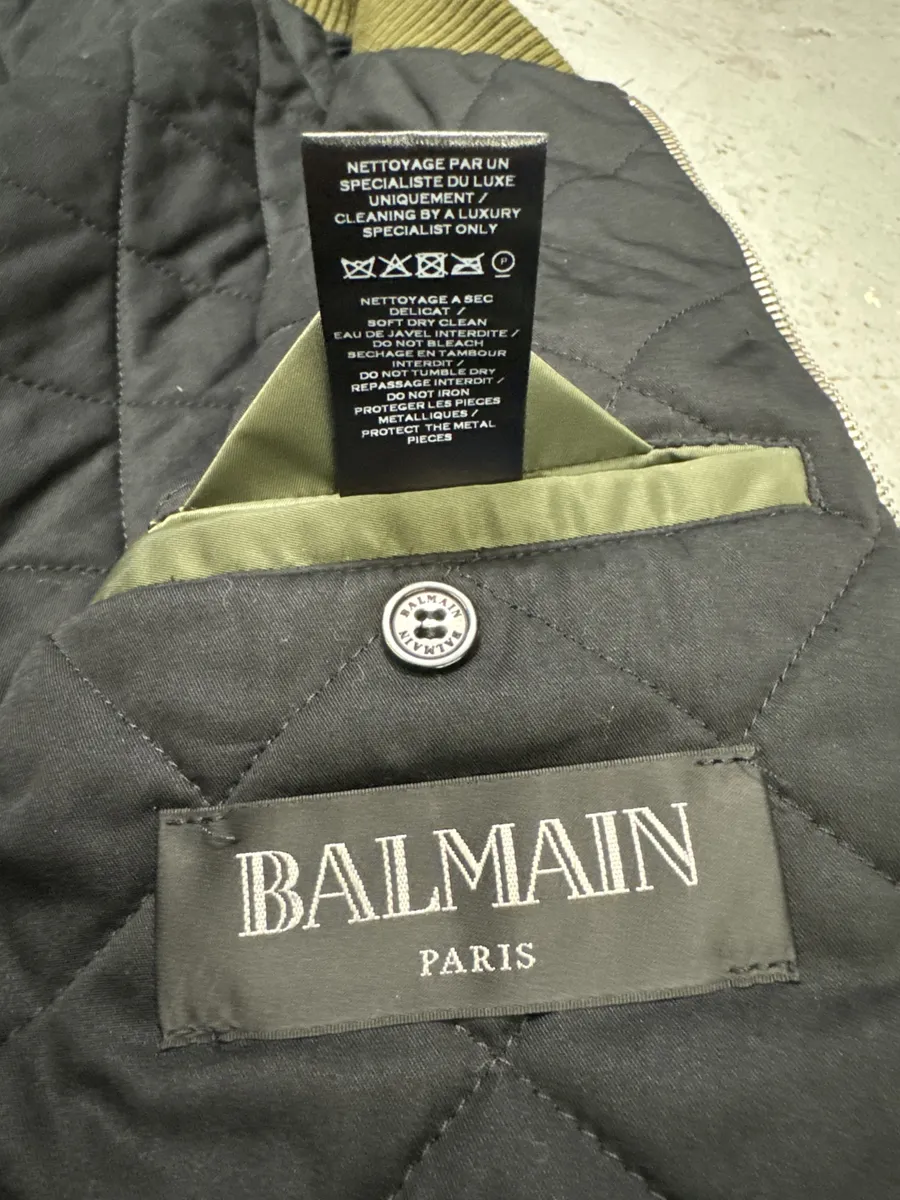 NETTOYAGE PAR UN
SPECIALISTE DU LUXE
UNIQUEMENT /
CLEANING BY A LUXURY
SPECIALIST ONLY
P
NETTOYAGE A SEC
DELICAT /
SOFT DRY CLEAN
EAU DE JAVEL INTERDITE /
DO NOT BLEACH
SECHAGE EN TAMBOUR
INTERDIT /
DO NOT TUMBLE DRY
REPASSAGE INTERDIT /
DO NOT IRON
PROTEGER LES PIECES
METALLIQUES /
PROTECT THE METAL
PIECES
BALMAIN
BALMAIN
BALMAIN
PARIS